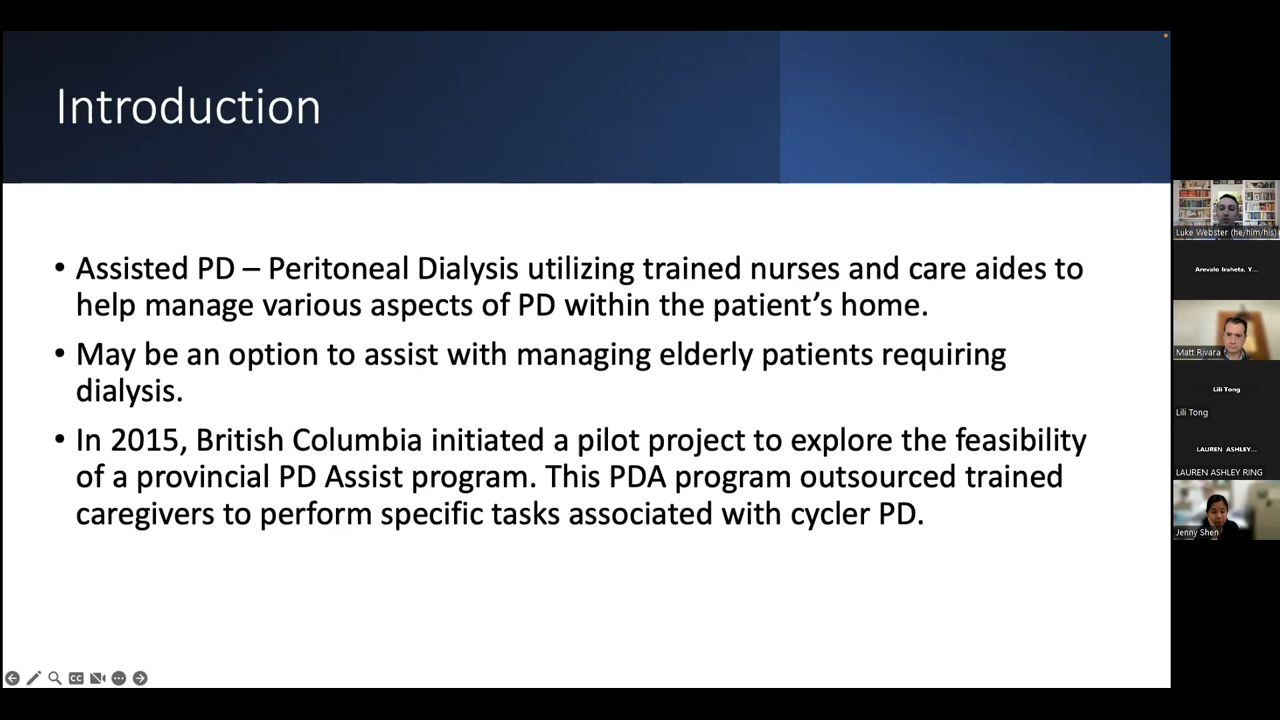 Introduction
• Assisted PD – Peritoneal Dialysis utilizing trained nurses and care aides to
help manage various aspects of PD within the patient’s home.
• May be an option to assist with managing elderly patients requiring
dialysis.
• In 2015, British Columbia initiated a pilot project to explore the feasibility
of a provincial PD Assist program. This PDA program outsourced trained
caregivers to perform specific tasks associated with cycler PD.
Luke Webster (he/him/his)
Arevalo Iraheta, Y...
Matt Rivara
Lili Tong
Lili Tong
LAUREN ASHLEY...
LAUREN ASHLEY RING
Jenny Shen
CC